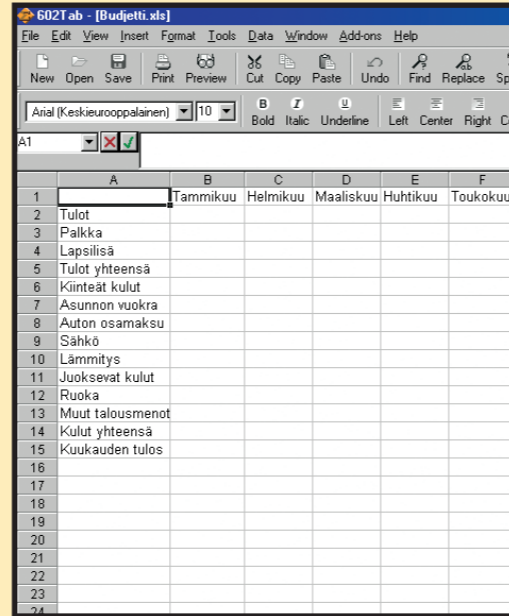 602Tab - [Budjetti.xls]
File Edit View Insert Format Tools Data Window Add-ons Help
New Open Save Print Preview Cut Copy Paste Undo Find Replace
Arial (Keskieurooppalainen) 10 B I U Bold Italic Underline Left Center Right
A1
A B C D E F
1 Tammikuu Helmikuu Maaliskuu Huhtikuu Toukokuu
2 Tulot
3 Palkka
4 Lapsilisä
5 Tulot yhteensä
6 Kiinteät kulut
7 Asunnon vuokra
8 Auton osamaksu
9 Sähkö
10 Lämmitys
11 Juoksevat kulut
12 Ruoka
13 Muut talousmenot
14 Kulut yhteensä
15 Kuukauden tulos
16
17
18
19
20
21
22
23
24